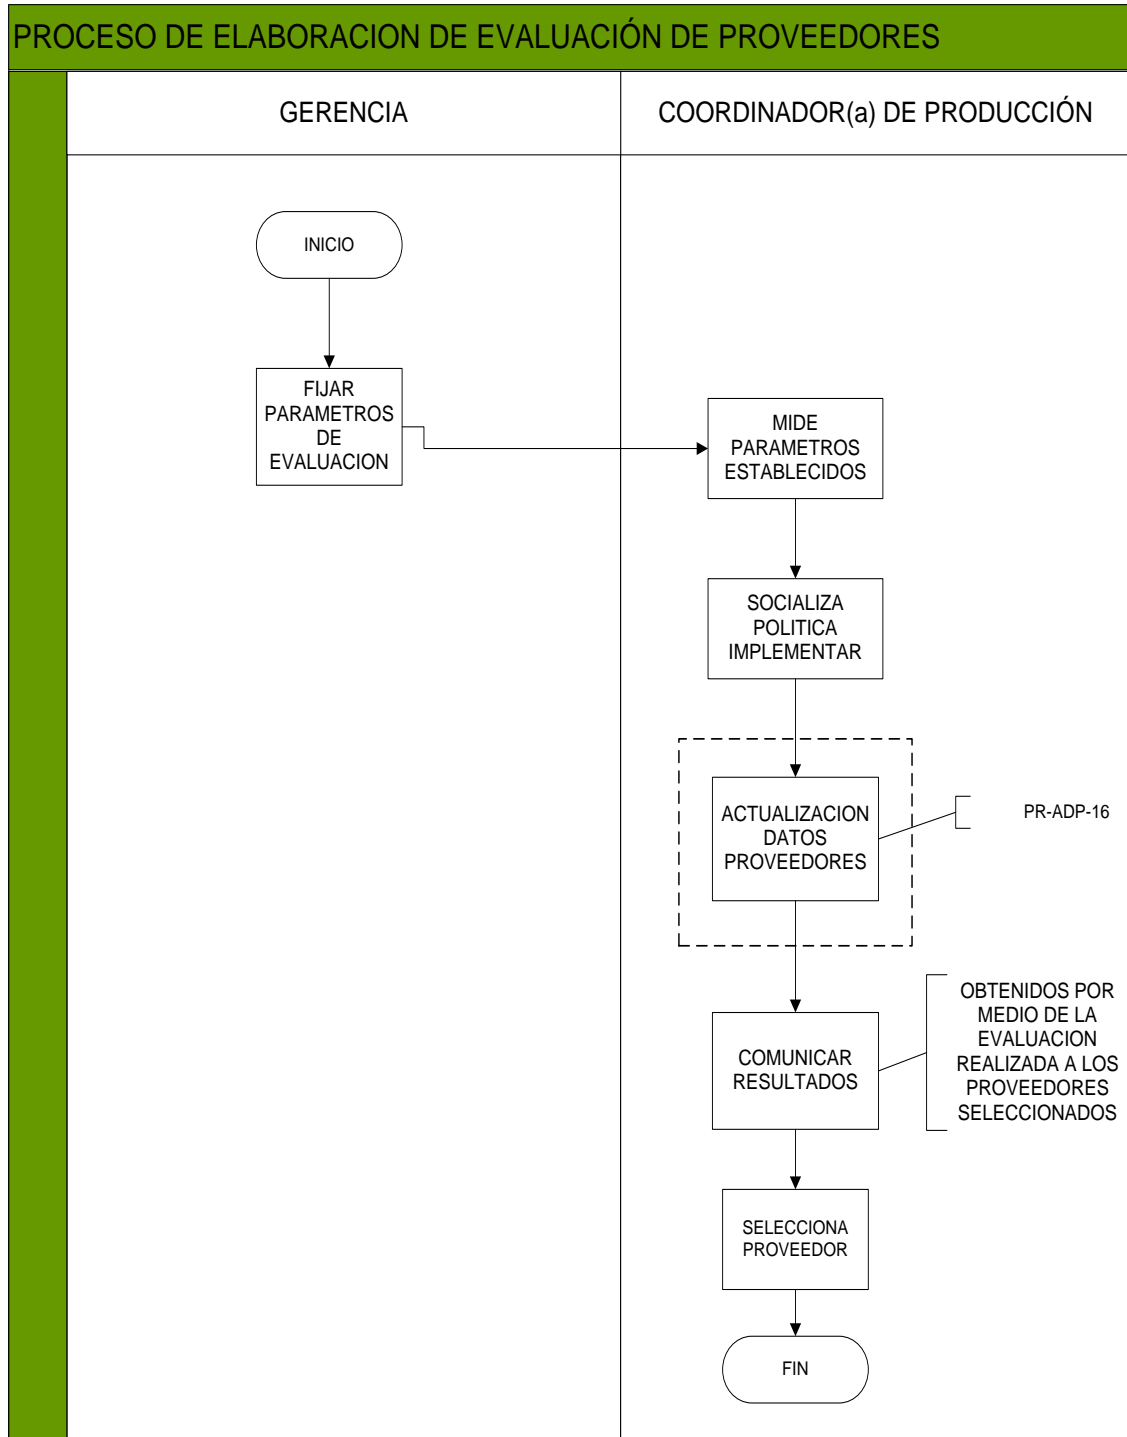 PROCESO DE ELABORACION DE EVALUACIÓN DE PROVEEDORES
GERENCIA
COORDINADOR(a) DE PRODUCCIÓN
INICIO
FIJAR
PARAMETROS
DE
EVALUACION
MIDE
PARAMETROS
ESTABLECIDOS
SOCIALIZA
POLITICA
IMPLEMENTAR
ACTUALIZACION
DATOS
PROVEEDORES
PR-ADP-16
COMUNICAR
RESULTADOS
OBTENIDOS POR
MEDIO DE LA
EVALUACION
REALIZADA A LOS
PROVEEDORES
SELECCIONADOS
SELECCIONA
PROVEEDOR
FIN